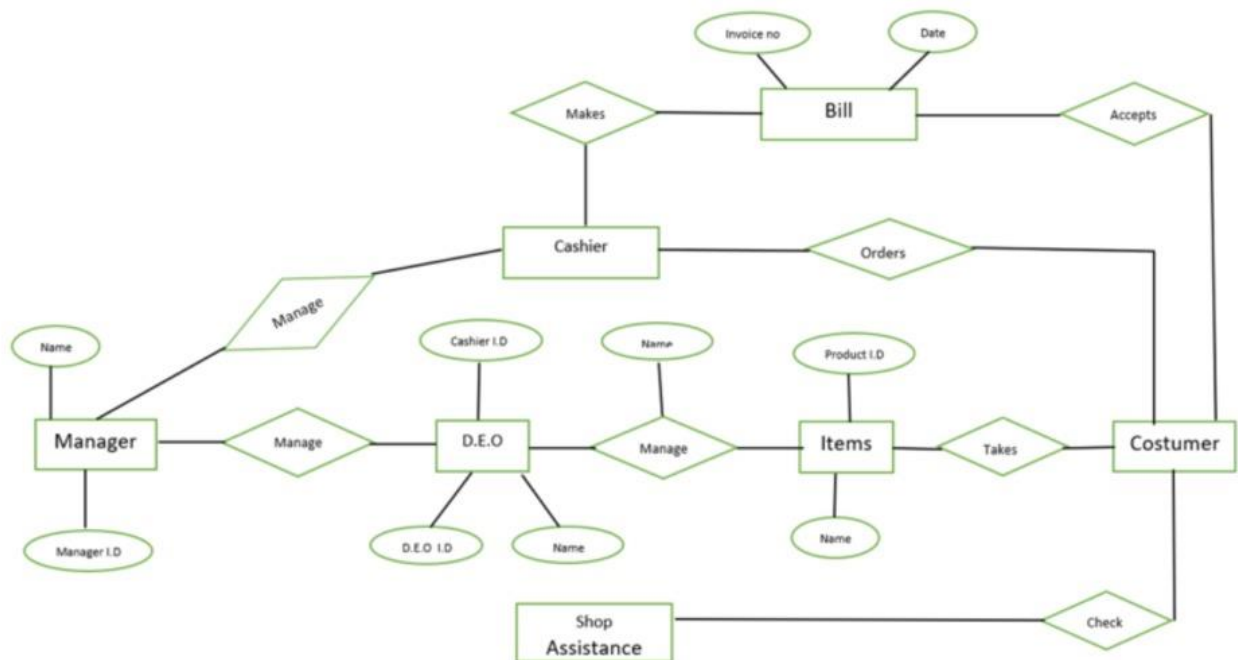 Invoice no
Date
Makes
Bill
Accepts
Cashier
Orders
Manage
Name
Cashier I.D
Name
Product I.D
Manager
Manage
D.E.O
Manage
Items
Takes
Costumer
Manager I.D
D.E.O I.D
Name
Name
Shop
Assistance
Check